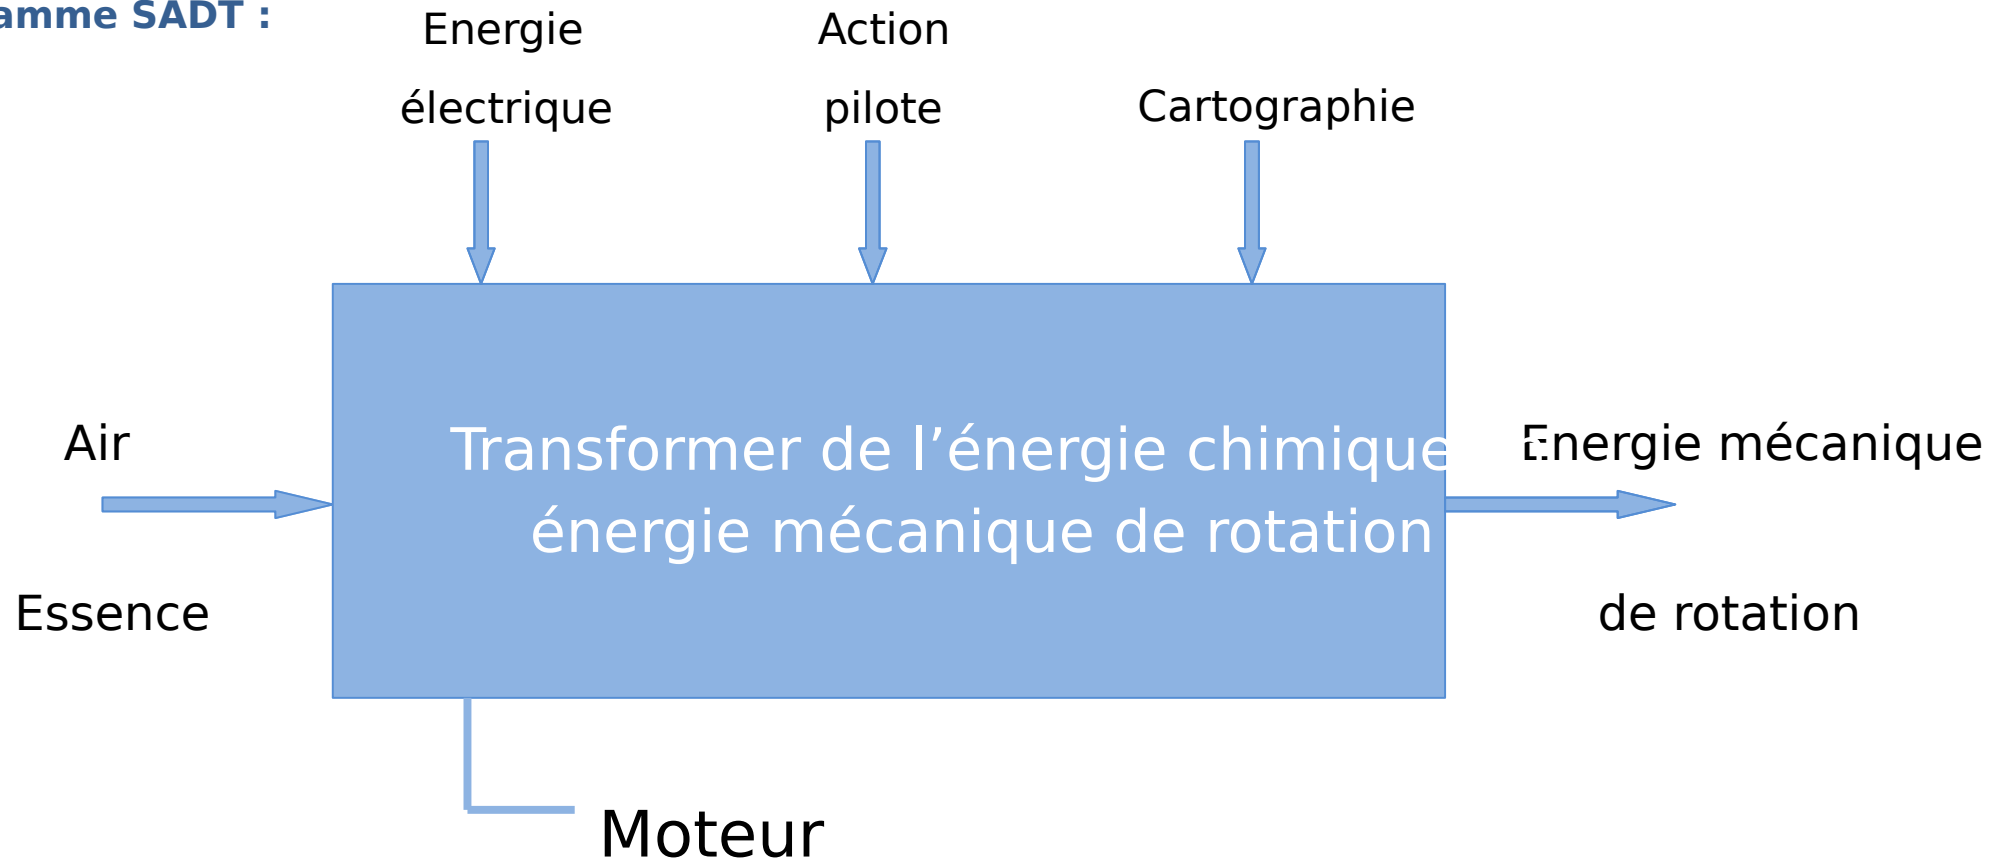 amme SADT :
Energie
électrique
Action
pilote
Cartographie
Transformer de l’énergie chimique
énergie mécanique de rotation
Air
Essence
Energie mécanique
de rotation
Moteur